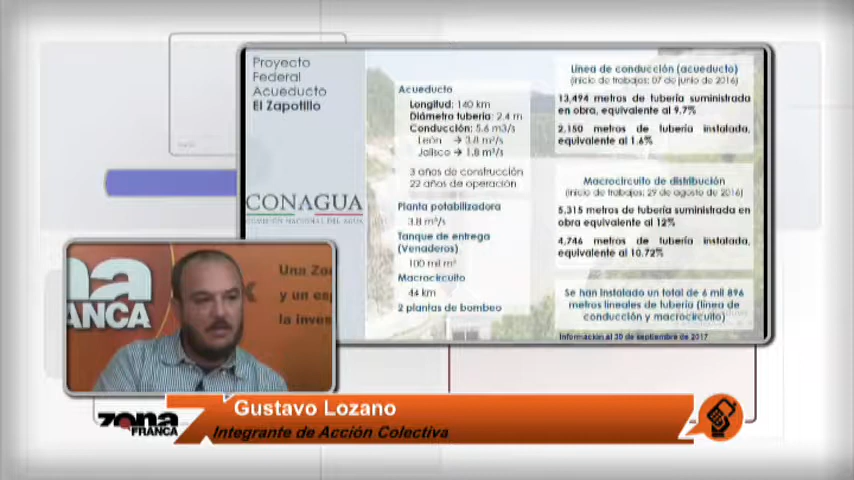 Proyecto
Federal
Acueducto
El Zapotillo
CONAGUA
COMISIÓN NACIONAL DEL AGUA
Acueducto
Longitud: 140 km
Diámetro tubería: 2.4 m
Conducción: 5.6 m3/s
León → 3.8 m³/s
Jalisco → 1.8 m³/s
3 años de construcción
22 años de operación
Planta potabilizadora
3.8 m³/s
Tanque de entrega
(Venaderos)
100 mil m³
Macrocircuito
44 km
2 plantas de bombeo
Línea de conducción (acueducto)
(inicio de trabajos: 07 de junio de 2016)
13,494 metros de tubería suministrada
en obra, equivalente al 9.7%
2,150 metros de tubería instalada,
equivalente al 1.6%
Macrocircuito de distribución
(inicio de trabajos: 29 de agosto de 2016)
5,315 metros de tubería suministrada en
obra equivalente al 12%
4,746 metros de tubería instalada,
equivalente al 10.72%
Se han instalado un total de 6 mil 896
metros lineales de tubería (línea de
conducción y macrocircuito)
Información al 30 de septiembre de 2017
na
FRANCA
Una Zo
y un es
la inve
Gustavo Lozano
Integrante de Acción Colectiva
zona
FRANCA